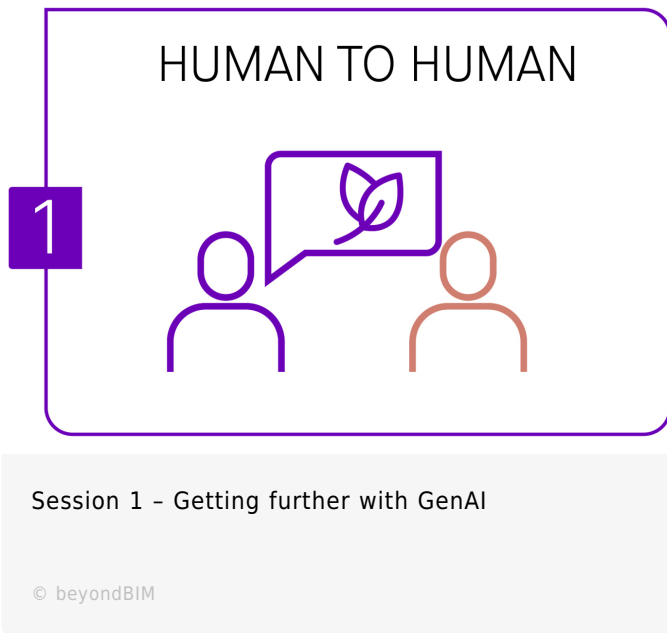 HUMAN TO HUMAN
1
Session 1 – Getting further with GenAI
© beyondBIM